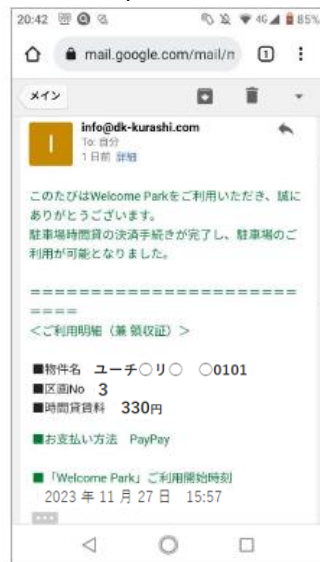 20:42 4G 85%
mail.google.com/mail/n 1
メイン
I info@dk-kurashi.com
To: 自分
1日前 詳細
このたびはWelcome Parkをご利用いただき、誠に
ありがとうございます。
駐車場時間貸の決済手続きが完了し、駐車場のご
利用が可能となりました。
======================
====
＜ご利用明細（兼 領収証）＞
■物件名 ユーチ○リ○ ○0101
■区画No 3
■時間貸賃料 330円
■お支払い方法 PayPay
■「Welcome Park」ご利用開始時刻
2023 年 11 月 27 日 15:57